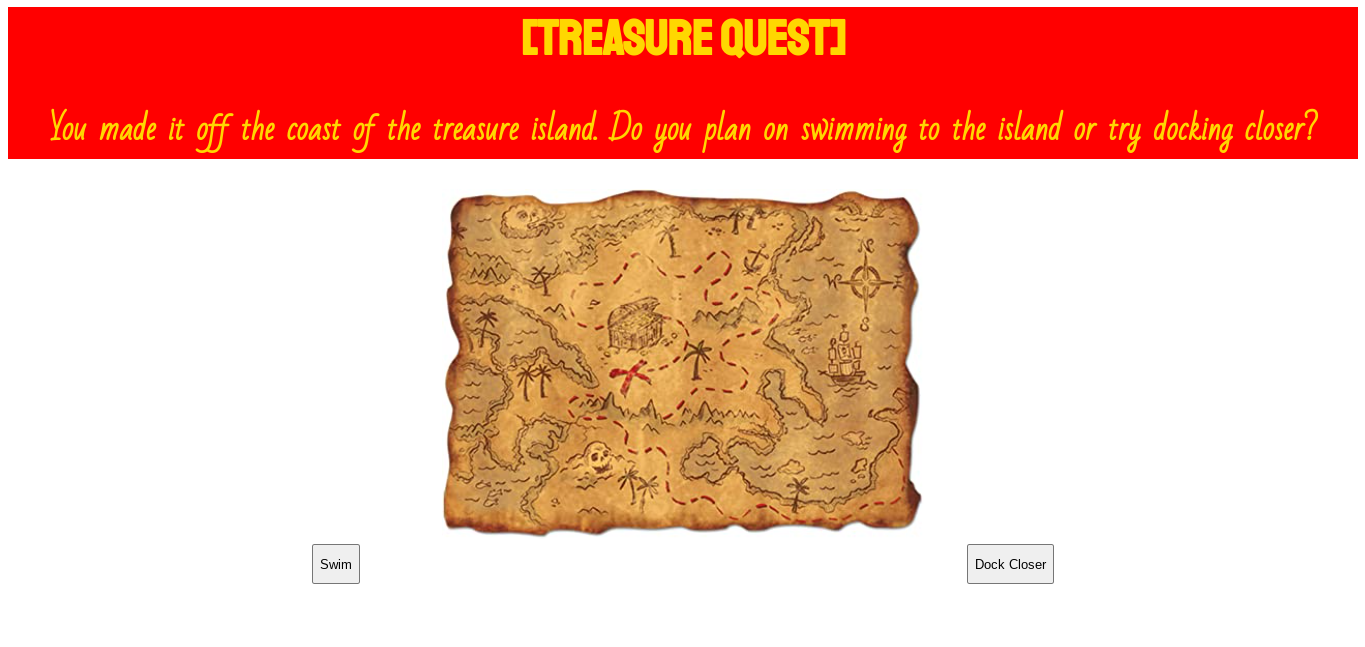 [TREASURE QUEST]
You made it off the coast of the treasure island. Do you plan on swimming to the island or try docking closer?
N
W
E
S
Swim
Dock Closer